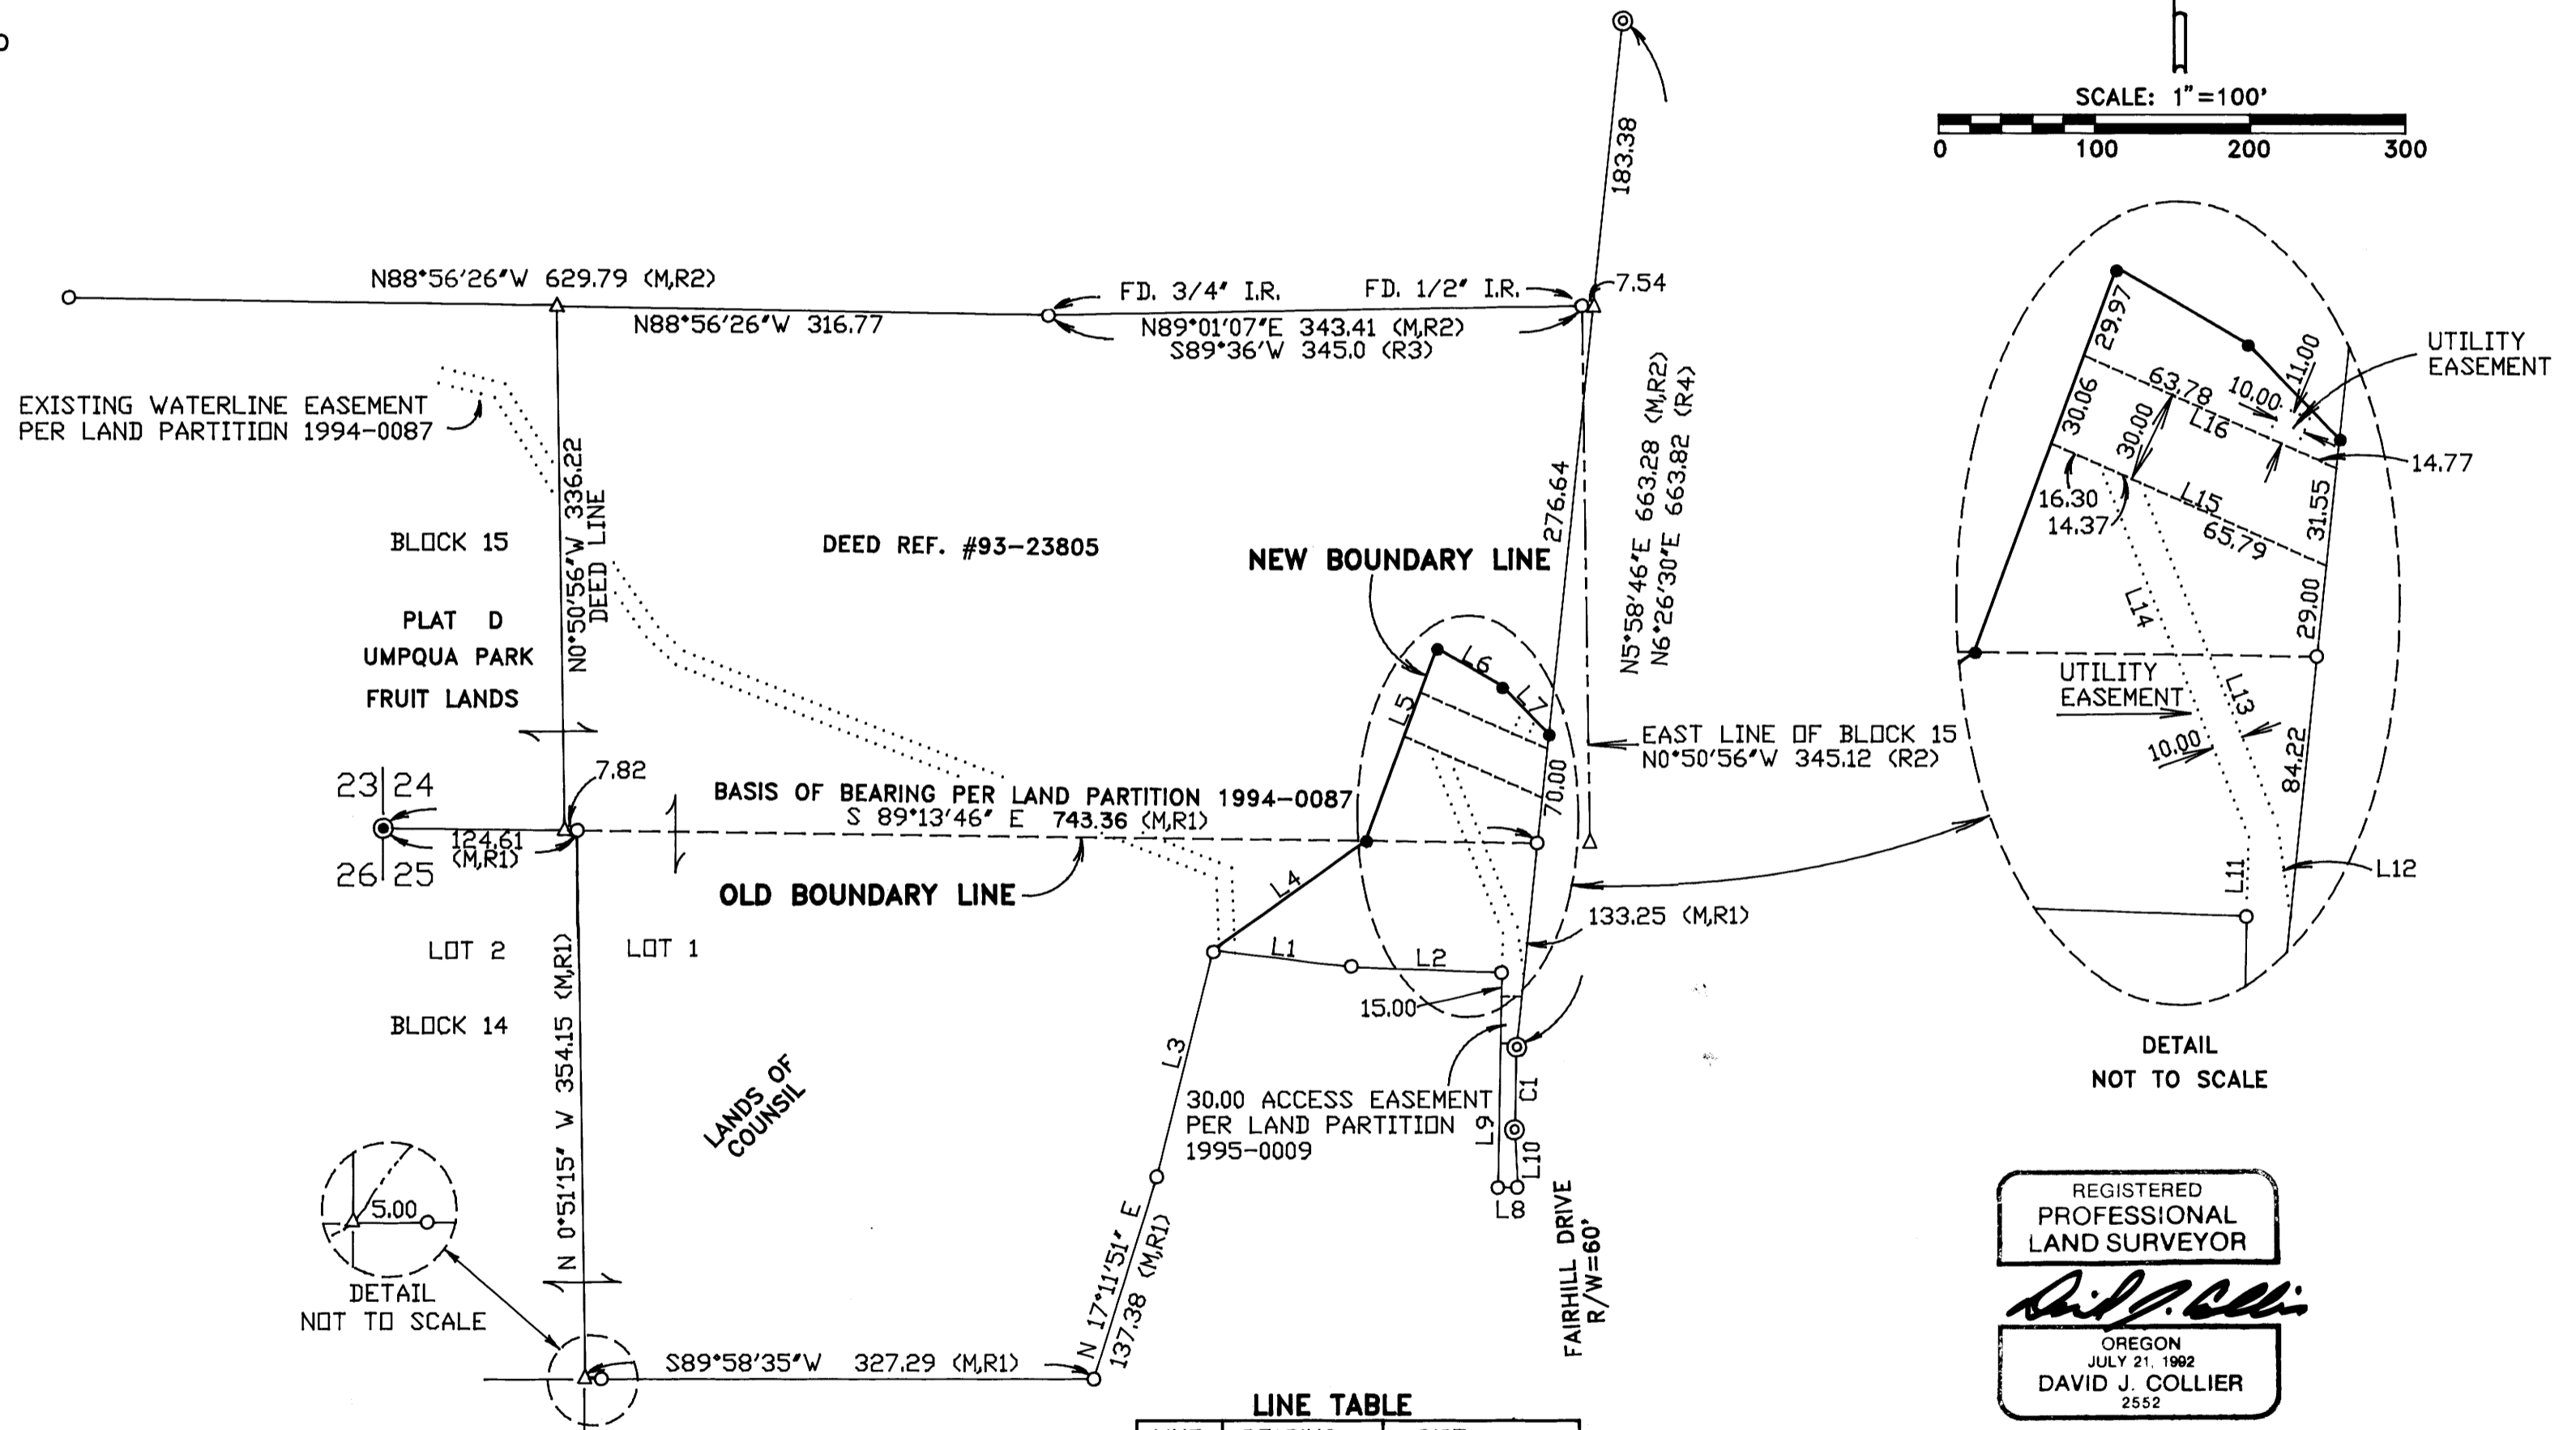 SCALE: 1"=100'
0 100 200 300
183.38
N88°56'26"W 629.79 (M,R2)
N88°56'26"W 316.77
FD. 3/4" I.R.
FD. 1/2" I.R.
7.54
N89°01'07"E 343.41 (M,R2)
S89°36'W 345.0 (R3)
EXISTING WATERLINE EASEMENT
PER LAND PARTITION 1994-0087
N0°50'56"W 336.22
DEED LINE
BLOCK 15
PLAT D
UMPQUA PARK
FRUIT LANDS
DEED REF. #93-23805
NEW BOUNDARY LINE
276.64
N5°58'46"E 663.28 (M,R2)
N6°26'30"E 663.82 (R4)
L6
L7
L5
70.00
EAST LINE OF BLOCK 15
N0°50'56"W 345.12 (R2)
23 24
26 25
7.82
124.61
(M,R1)
BASIS OF BEARING PER LAND PARTITION 1994-0087
S 89°13'46" E 743.36 (M,R1)
OLD BOUNDARY LINE
L4
133.25 (M,R1)
LOT 2
LOT 1
BLOCK 14
L1
L2
15.00
N 0°51'15" W 354.15 (M,R1)
LANDS OF
COUNSIL
L3
30.00 ACCESS EASEMENT
PER LAND PARTITION
1995-0009
L9
C1
L10
L8
FAIRHILL DRIVE
R/W=60'
5.00
DETAIL
NOT TO SCALE
N 17°11'51" E
137.38 (M,R1)
S89°58'35"W 327.29 (M,R1)
LINE TABLE
29.97
30.06
63.78
L16
10.00
11.00
UTILITY
EASEMENT
14.77
30.00
16.30
14.37
L15
65.79
31.55
29.00
L14
UTILITY
EASEMENT
L13
10.00
84.22
L11
L12
DETAIL
NOT TO SCALE
REGISTERED
PROFESSIONAL
LAND SURVEYOR
David J. Collier
OREGON
JULY 21, 1992
DAVID J. COLLIER
2552